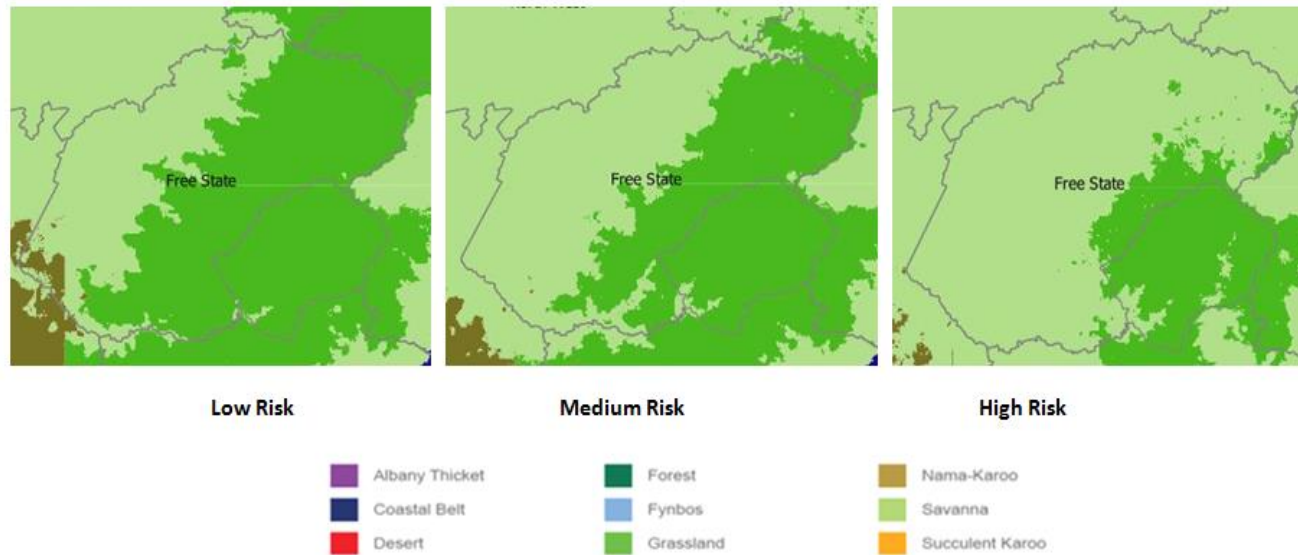 Free State
Free State
Free State
Low Risk
Medium Risk
High Risk
Albany Thicket
Forest
Nama-Karoo
Coastal Belt
Fynbos
Savanna
Desert
Grassland
Succulent Karoo